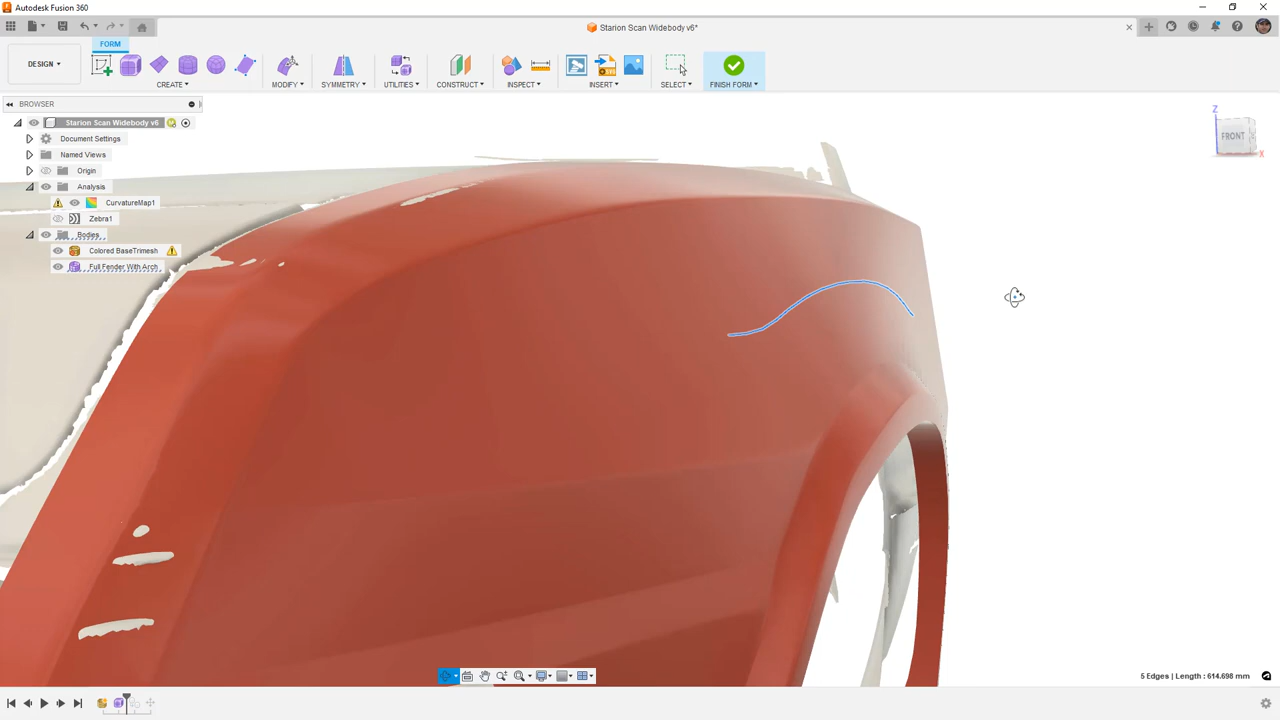 Autodesk Fusion 360
Starion Scan Widebody v6*
FORM
DESIGN
CREATE
MODIFY
SYMMETRY
UTILITIES
CONSTRUCT
INSPECT
INSERT
SELECT
FINISH FORM
BROWSER
Starion Scan Widebody v6
Document Settings
Named Views
Origin
Analysis
CurvatureMap1
Zebra1
Bodies
Colored BaseTrimesh
Full Fender With Arch
Z
FRONT
X
5 Edges | Length : 614.698 mm